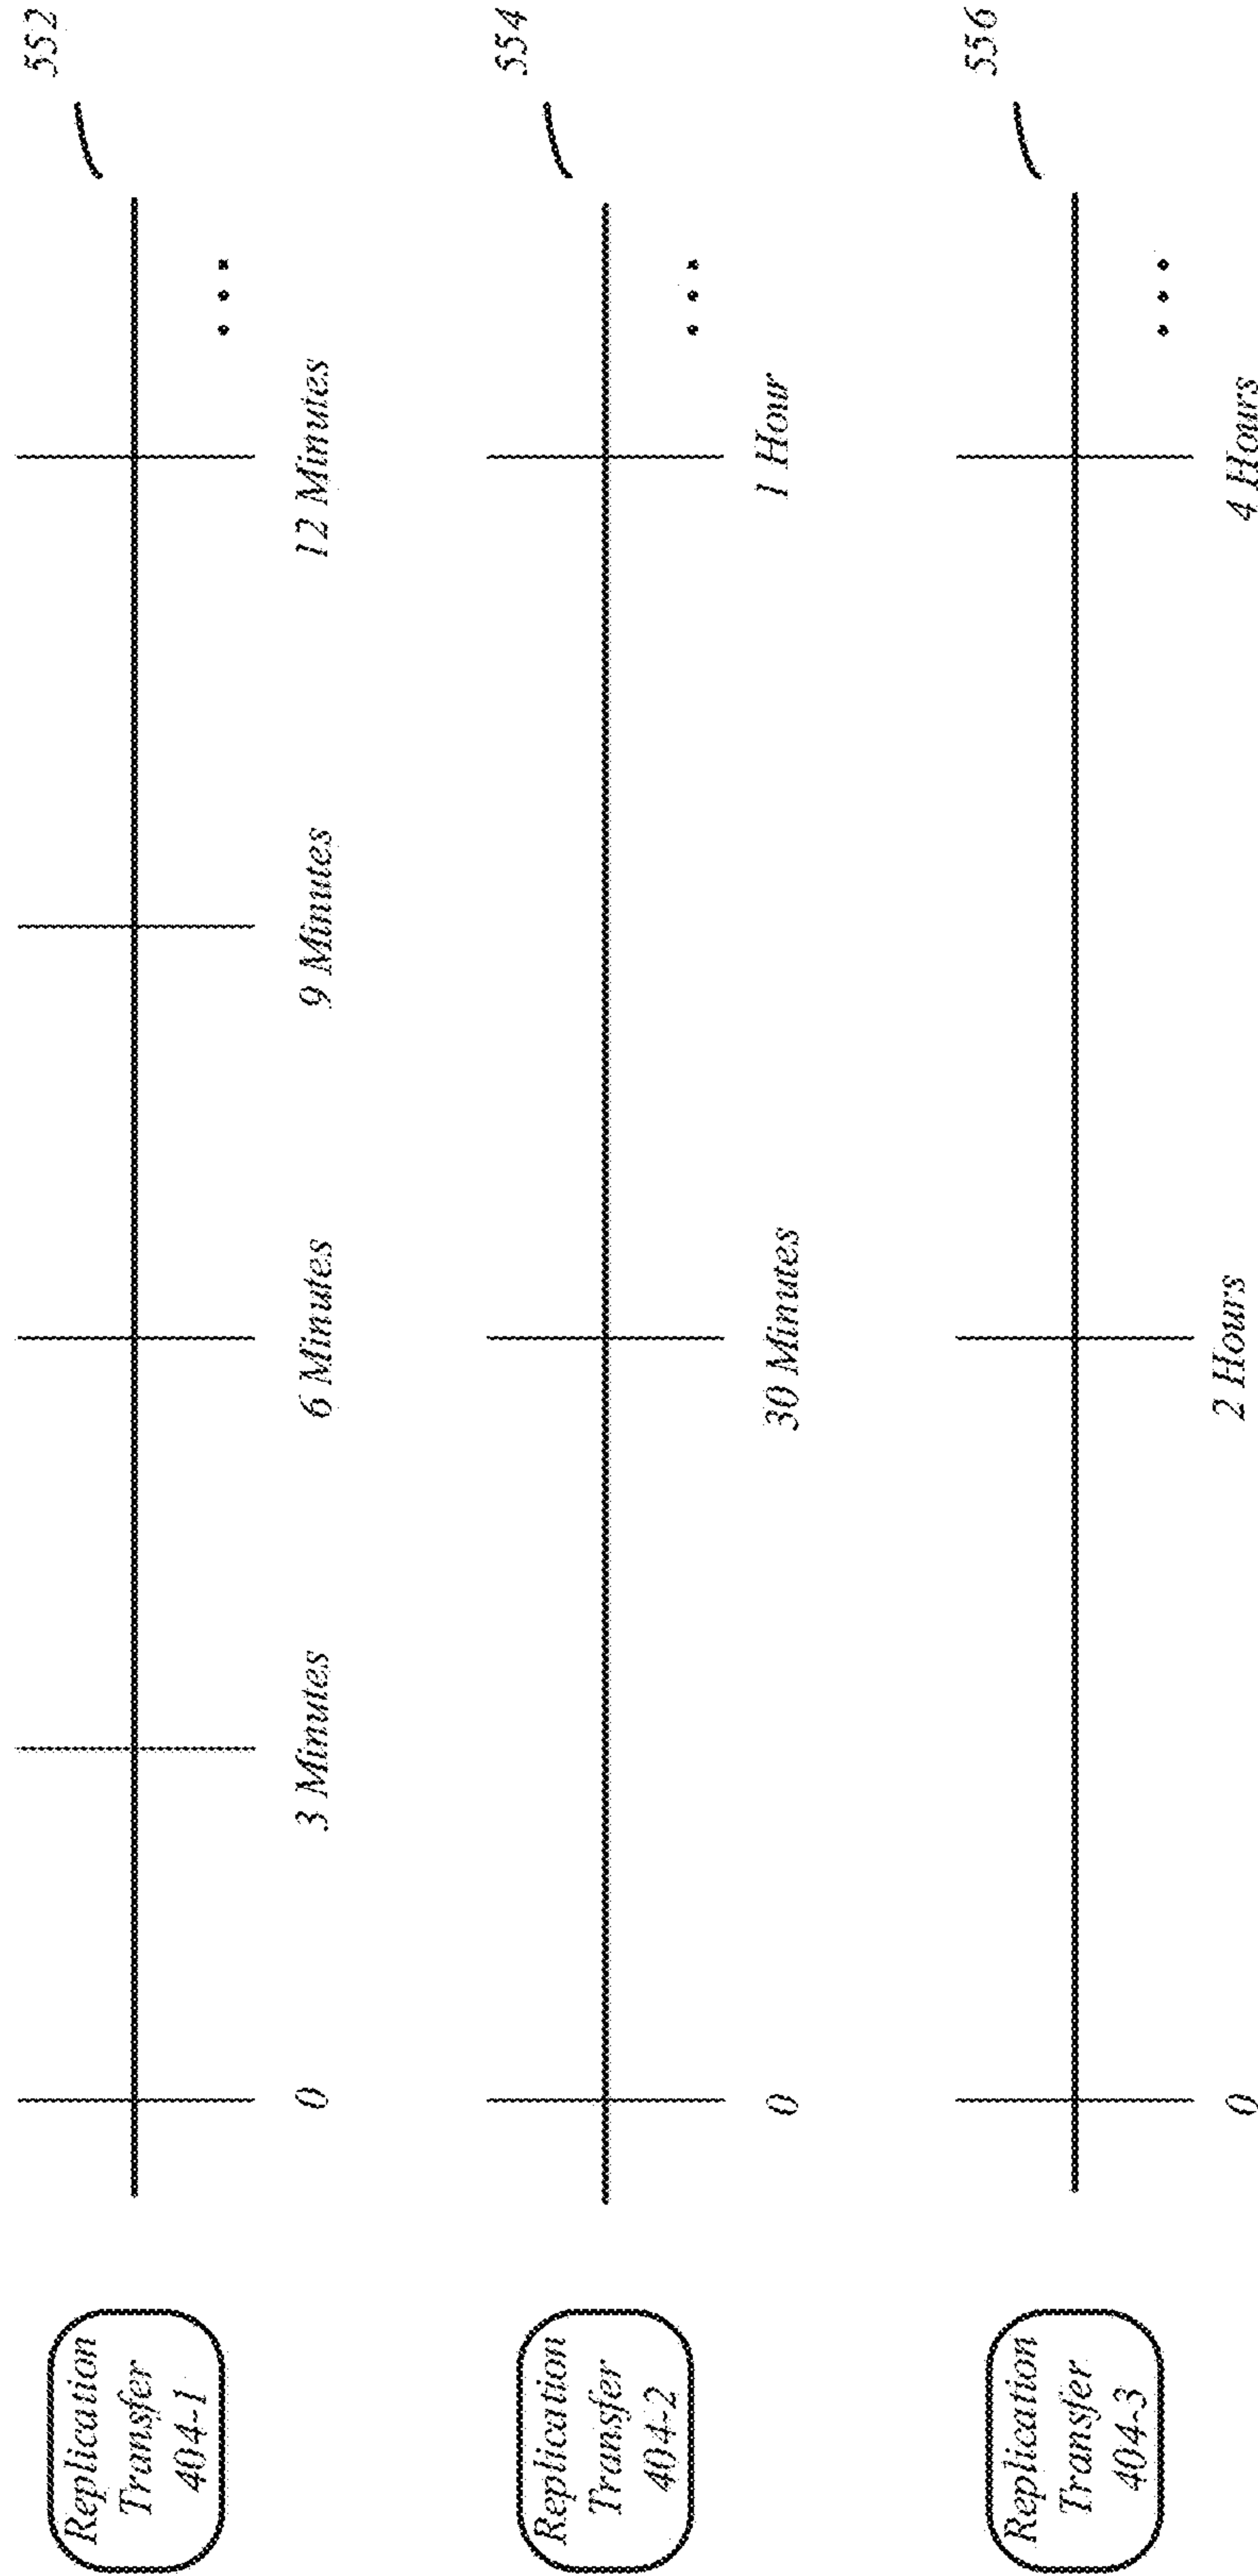 552
Replication
Transfer
404-1
0
3 Minutes
6 Minutes
9 Minutes
12 Minutes
...
554
Replication
Transfer
404-2
0
30 Minutes
1 Hour
...
556
Replication
Transfer
404-3
0
2 Hours
4 Hours
...